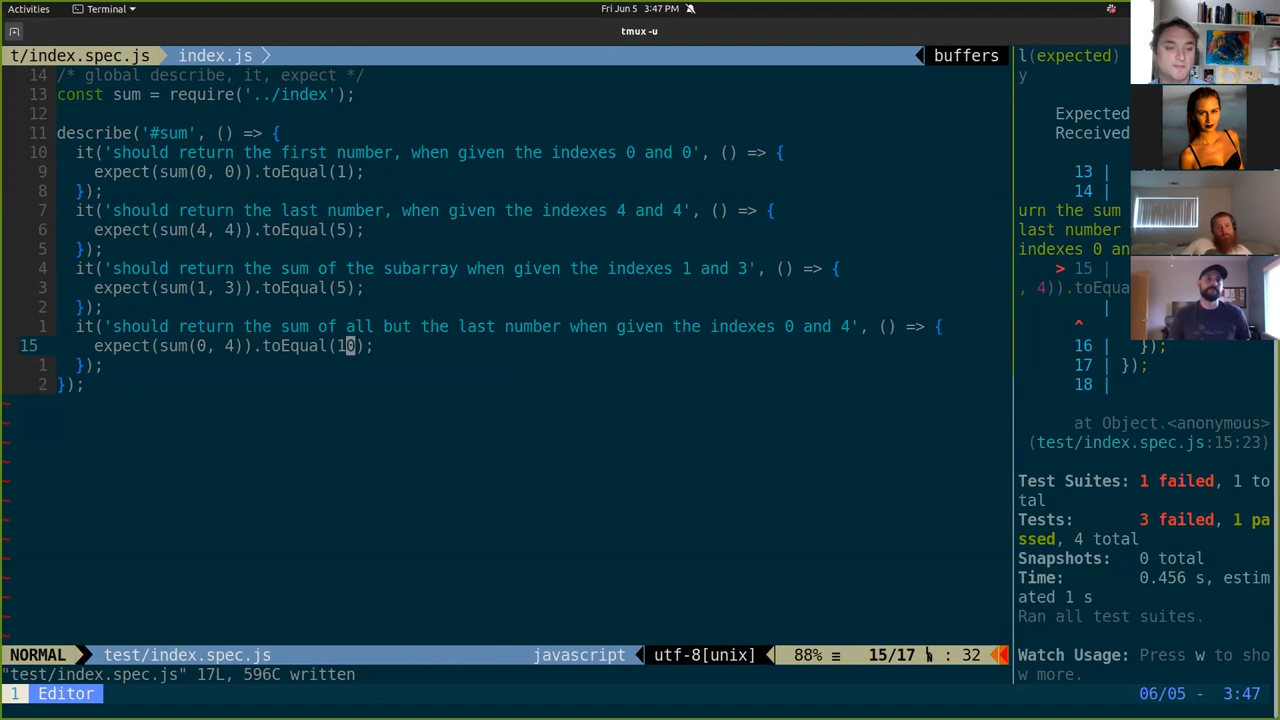 Activities
Terminal
Fri Jun 5 3:47 PM
tmux -u
t/index.spec.js index.js buffers
14 /* global describe, it, expect */
13 const sum = require('../index');
12
11 describe('#sum', () => {
10 it('should return the first number, when given the indexes 0 and 0', () => {
9 expect(sum(0, 0)).toEqual(1);
8 });
7 it('should return the last number, when given the indexes 4 and 4', () => {
6 expect(sum(4, 4)).toEqual(5);
5 });
4 it('should return the sum of the subarray when given the indexes 1 and 3', () => {
3 expect(sum(1, 3)).toEqual(5);
2 });
1 it('should return the sum of all but the last number when given the indexes 0 and 4', () => {
15 expect(sum(0, 4)).toEqual(10);
1 });
2 });
~
~
~
~
~
~
~
~
~
~
~
~
~
NORMAL test/index.spec.js javascript utf-8[unix] 88% ≡ 15/17 : 32
"test/index.spec.js" 17L, 596C written
1 Editor
l(expected)
y
Expected
Received
13 |
14 |
urn the sum
last number
indexes 0 an
> 15 |
, 4)).toEqua
|
^
16 | });
17 | });
18 |
at Object.<anonymous>
(test/index.spec.js:15:23)
Test Suites: 1 failed, 1 to
tal
Tests: 3 failed, 1 pa
ssed, 4 total
Snapshots: 0 total
Time: 0.456 s, estim
ated 1 s
Ran all test suites.
Watch Usage: Press w to sho
w more.
06/05 - 3:47